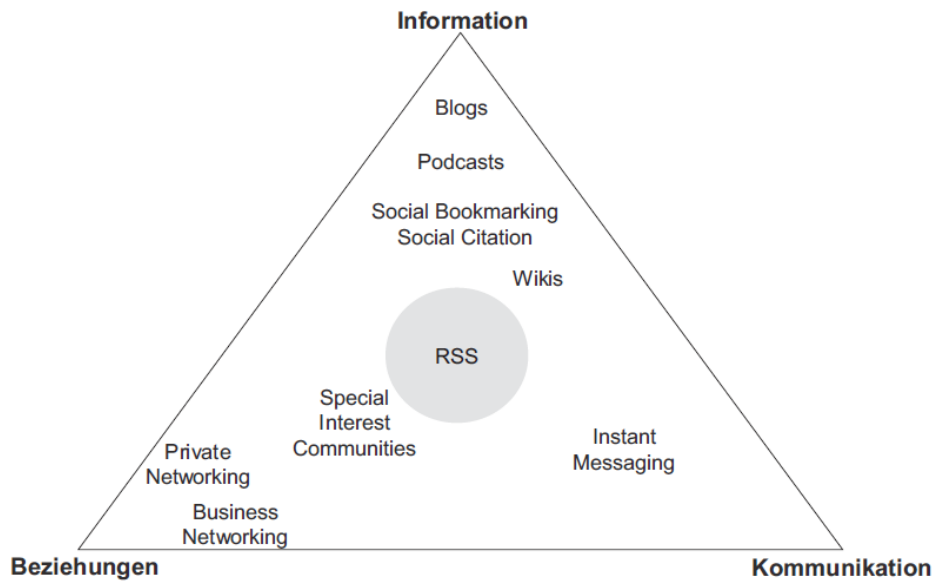 Information
Blogs
Podcasts
Social Bookmarking
Social Citation
Wikis
RSS
Special
Interest
Communities
Instant
Messaging
Private
Networking
Business
Networking
Beziehungen
Kommunikation